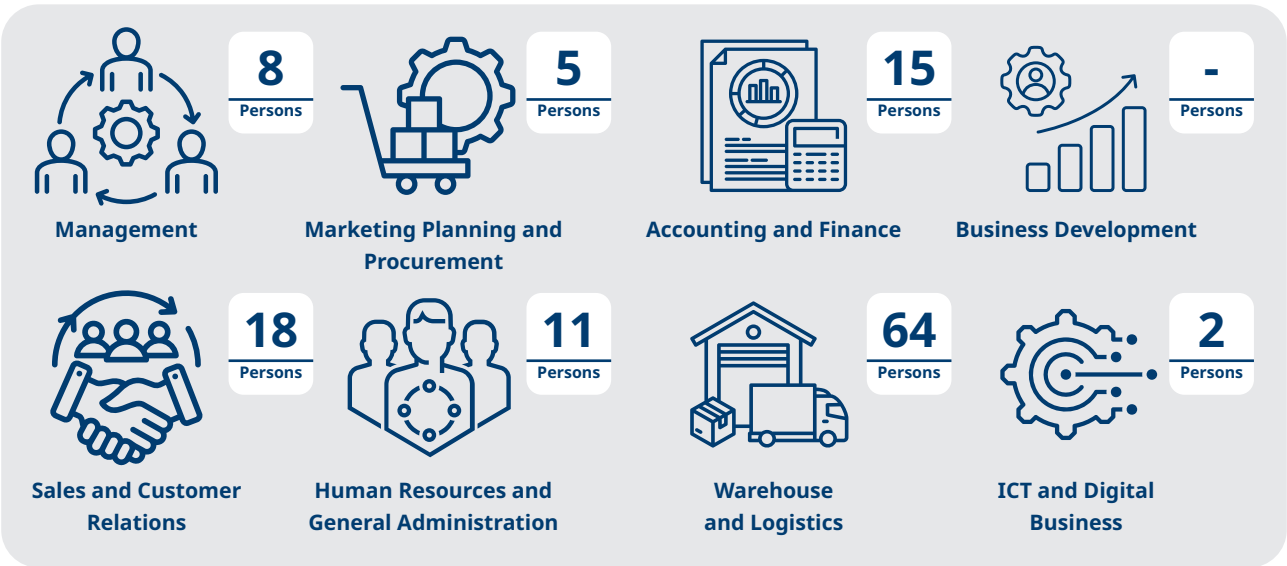 8
Persons
Management
5
Persons
Marketing Planning and
Procurement
15
Persons
Accounting and Finance
-
Persons
Business Development
18
Persons
Sales and Customer
Relations
11
Persons
Human Resources and
General Administration
64
Persons
Warehouse
and Logistics
2
Persons
ICT and Digital
Business